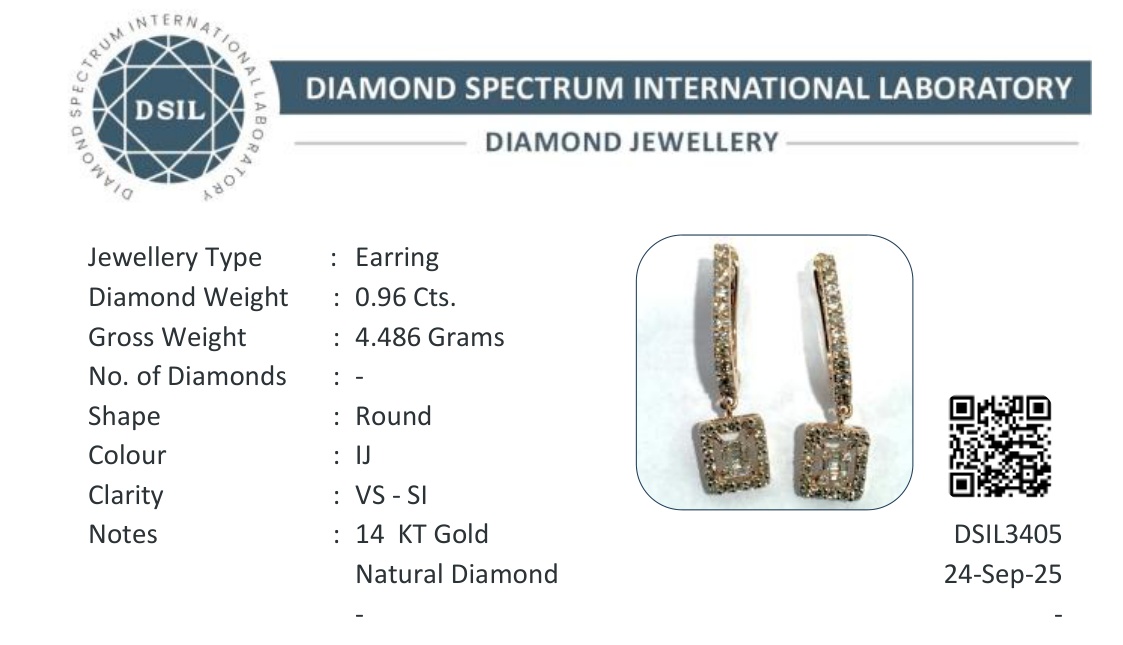 DIAMOND SPECTRUM INTERNATIONAL LABORATORY
DSIL
DIAMOND SPECTRUM INTERNATIONAL LABORATORY
DIAMOND JEWELLERY
Jewellery Type : Earring
Diamond Weight : 0.96 Cts.
Gross Weight : 4.486 Grams
No. of Diamonds : -
Shape : Round
Colour : IJ
Clarity : VS - SI
Notes : 14 KT Gold
DSIL3405
Natural Diamond
24-Sep-25
-
-